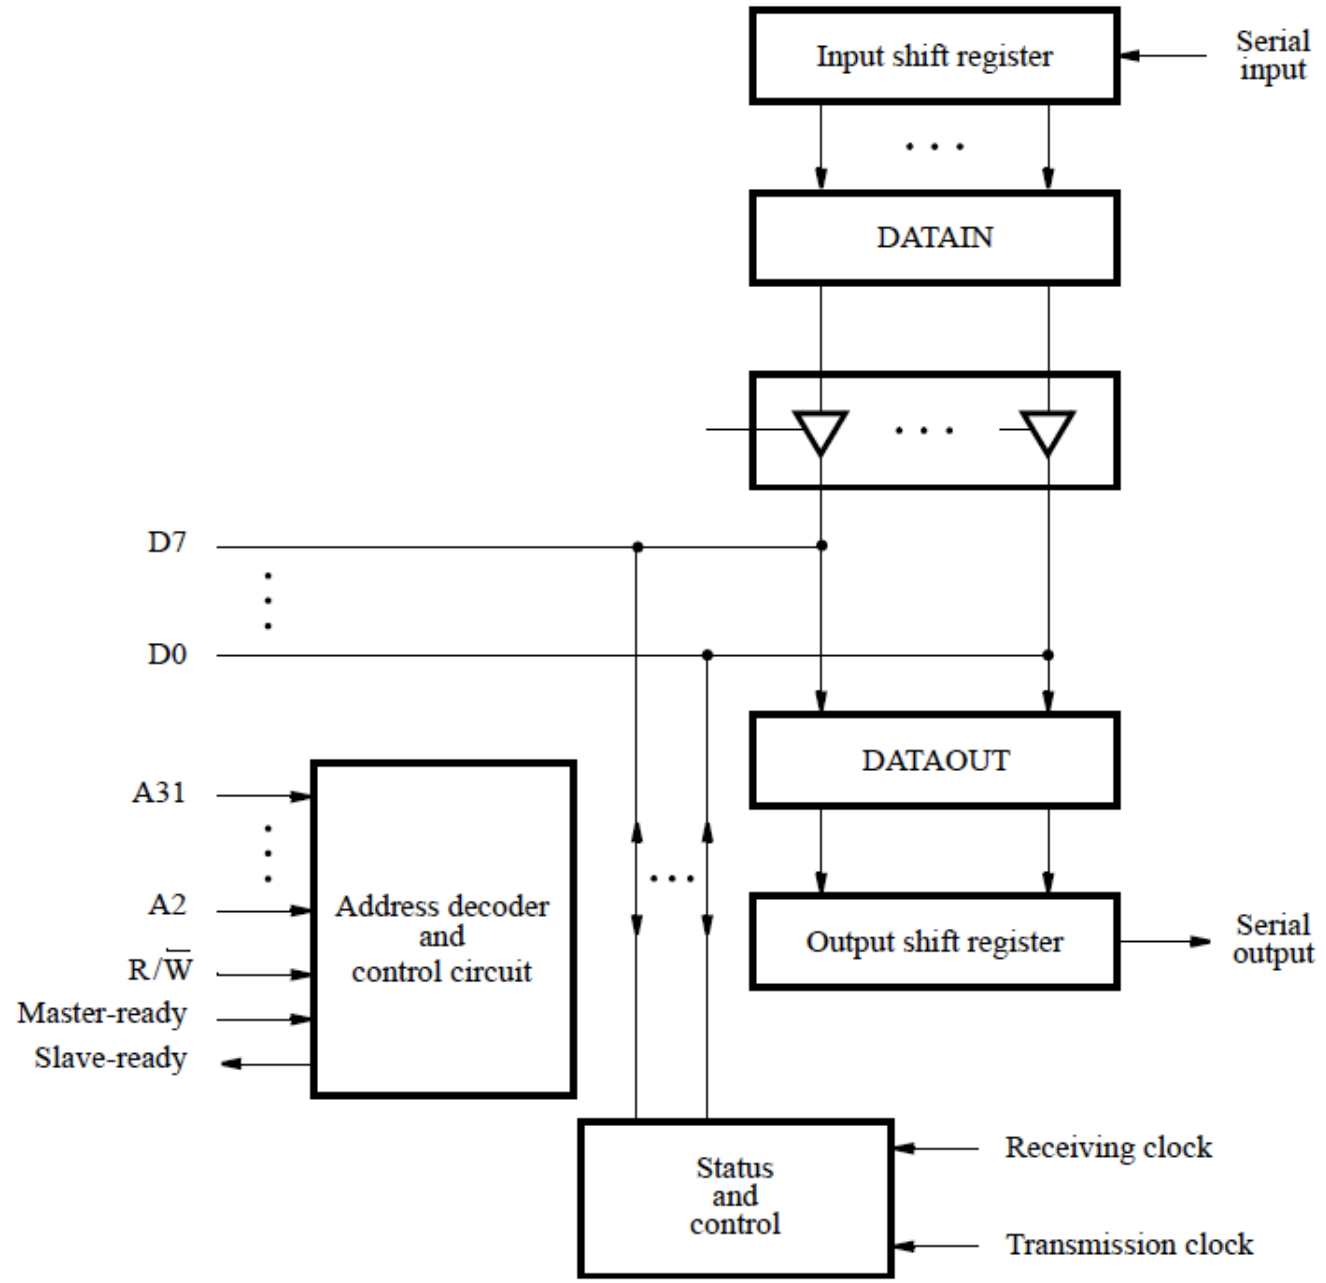 Input shift register
Serial
input
DATAIN
D7
D0
DATAOUT
A31
A2
R/W̅
Master-ready
Slave-ready
Address decoder
and
control circuit
Output shift register
Serial
output
Status
and
control
Receiving clock
Transmission clock